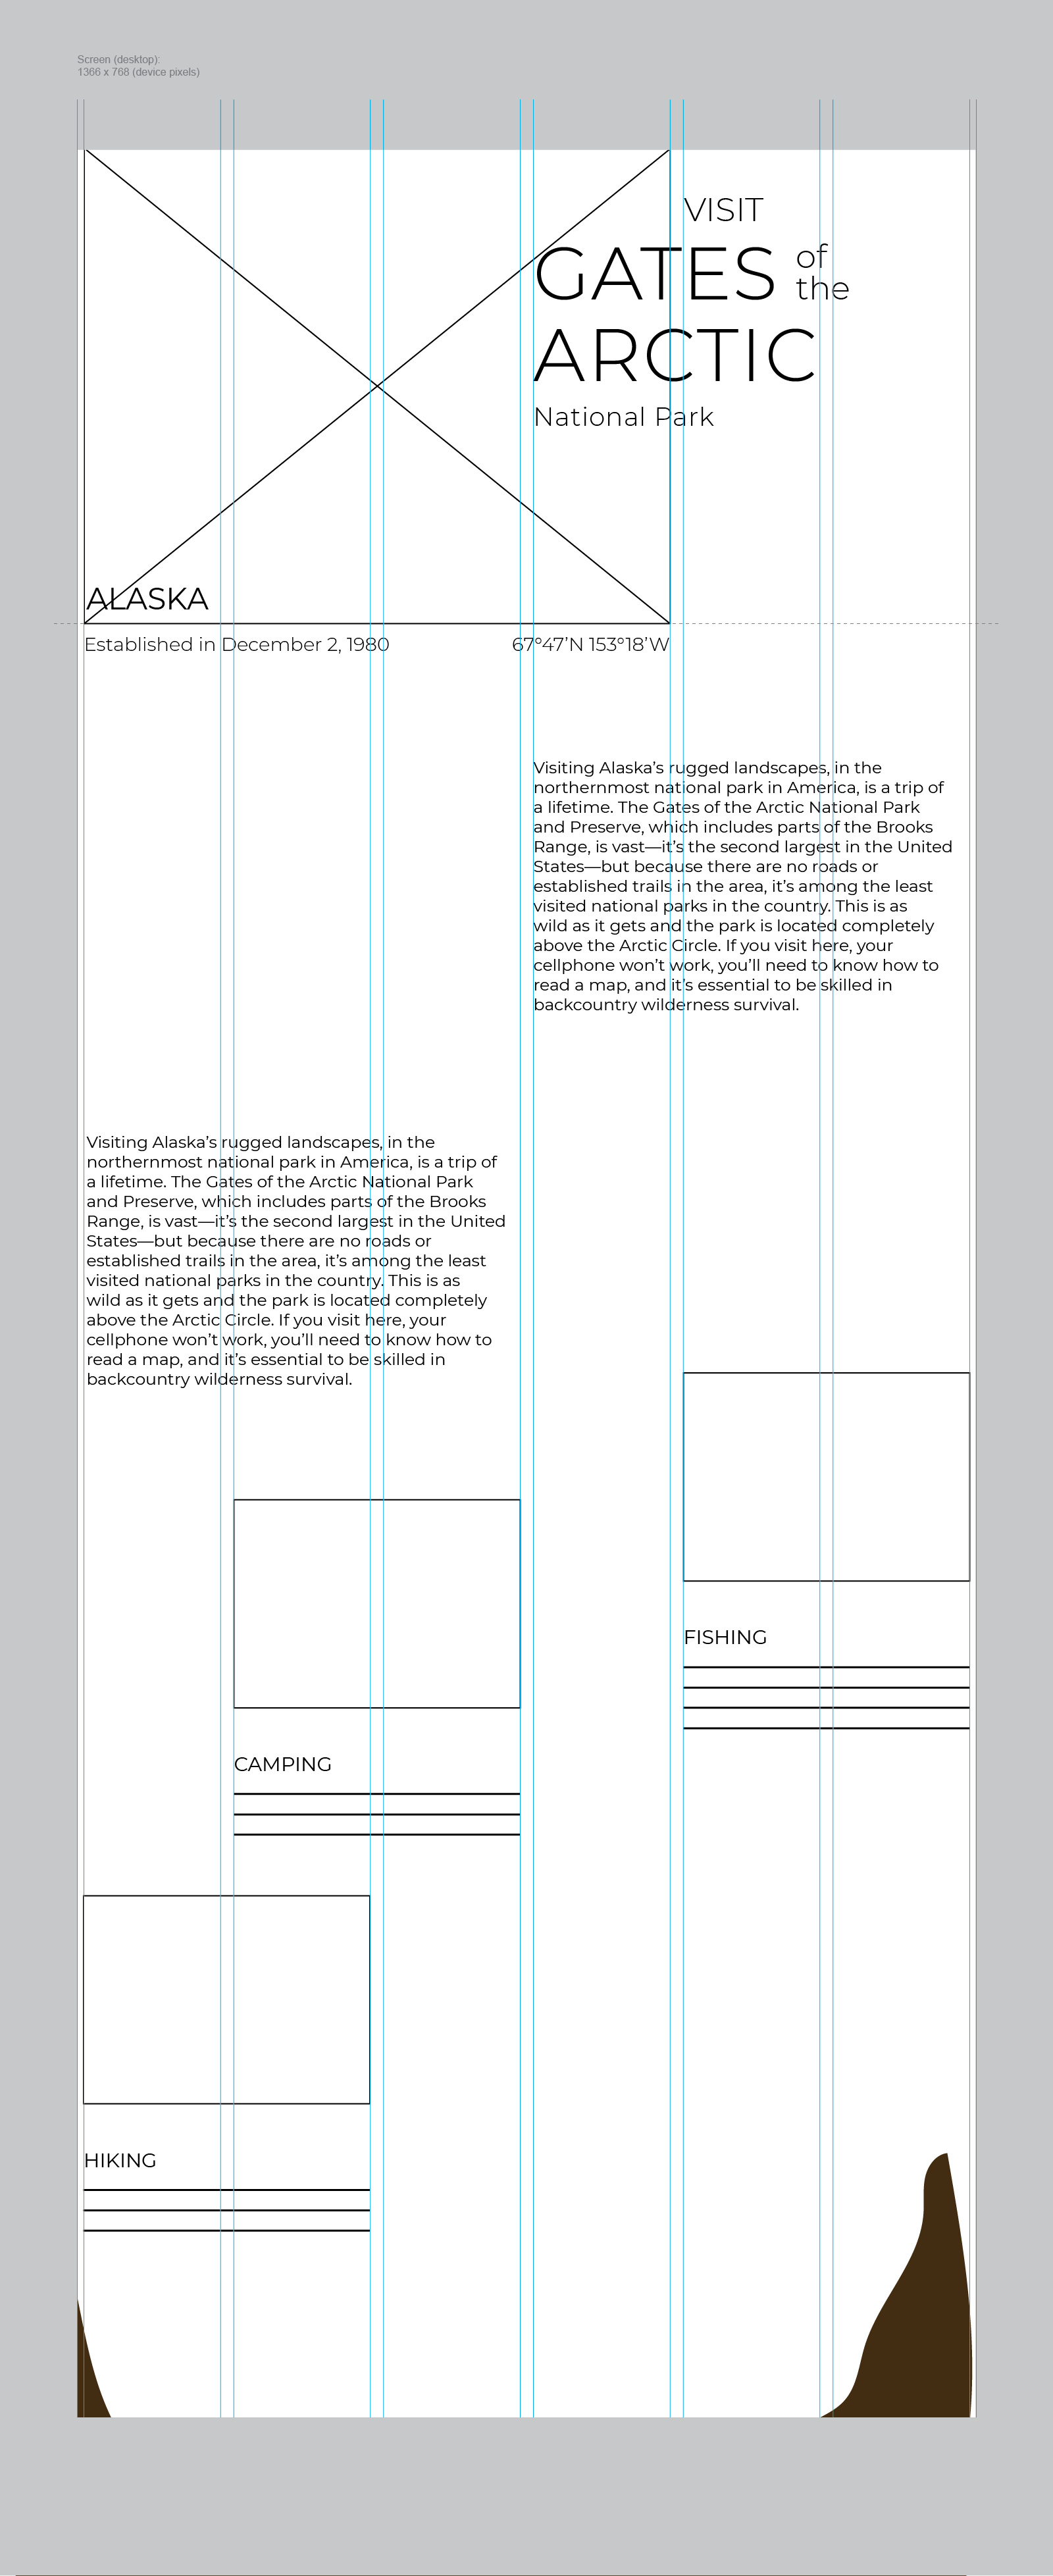 Screen (desktop):
1366 x 768 (device pixels)
VISIT
GATES of the
ARCTIC
National Park
ALASKA
Established in December 2, 1980 67°47’N 153°18’W
Visiting Alaska’s rugged landscapes, in the
northernmost national park in America, is a trip of
a lifetime. The Gates of the Arctic National Park
and Preserve, which includes parts of the Brooks
Range, is vast—it’s the second largest in the United
States—but because there are no roads or
established trails in the area, it’s among the least
visited national parks in the country. This is as
wild as it gets and the park is located completely
above the Arctic Circle. If you visit here, your
cellphone won’t work, you’ll need to know how to
read a map, and it’s essential to be skilled in
backcountry wilderness survival.
Visiting Alaska’s rugged landscapes, in the
northernmost national park in America, is a trip of
a lifetime. The Gates of the Arctic National Park
and Preserve, which includes parts of the Brooks
Range, is vast—it’s the second largest in the United
States—but because there are no roads or
established trails in the area, it’s among the least
visited national parks in the country. This is as
wild as it gets and the park is located completely
above the Arctic Circle. If you visit here, your
cellphone won’t work, you’ll need to know how to
read a map, and it’s essential to be skilled in
backcountry wilderness survival.
FISHING
CAMPING
HIKING